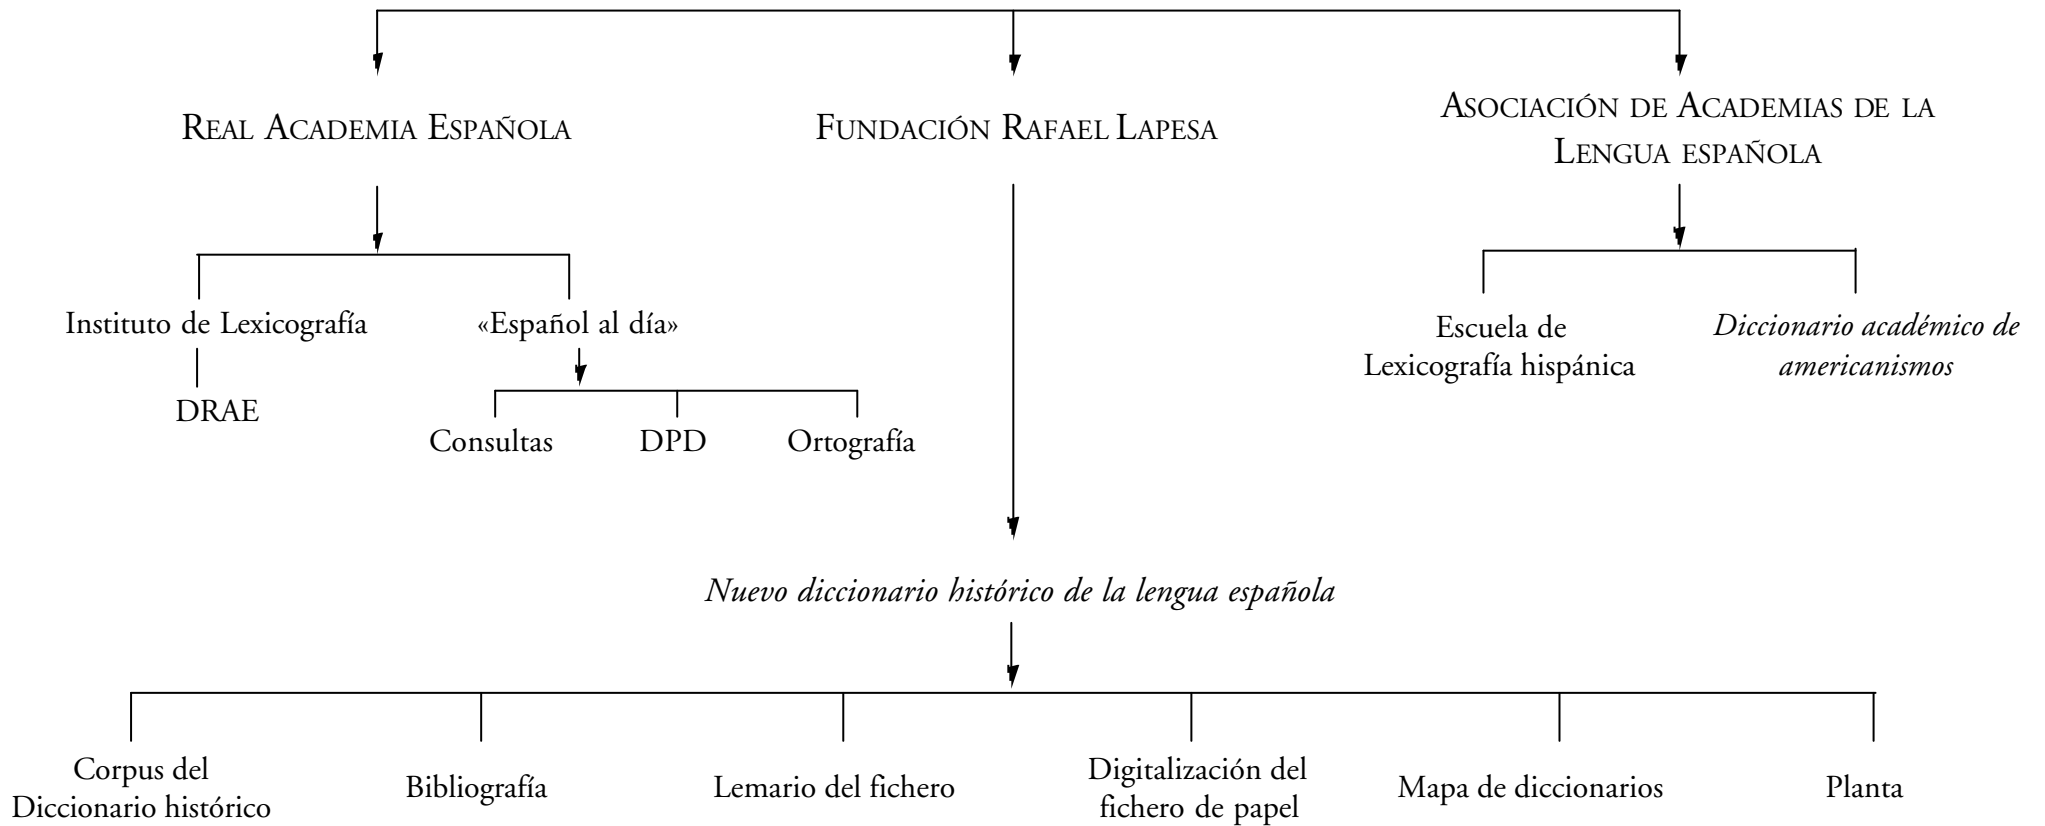 Real Academia Española
Fundación Rafael Lapesa
Asociación de Academias de la
Lengua española
Instituto de Lexicografía
«Español al día»
Escuela de
Lexicografía hispánica
Diccionario académico de
americanismos
DRAE
Consultas
DPD
Ortografía
Nuevo diccionario histórico de la lengua española
Corpus del
Diccionario histórico
Bibliografía
Lemario del fichero
Digitalización del
fichero de papel
Mapa de diccionarios
Planta